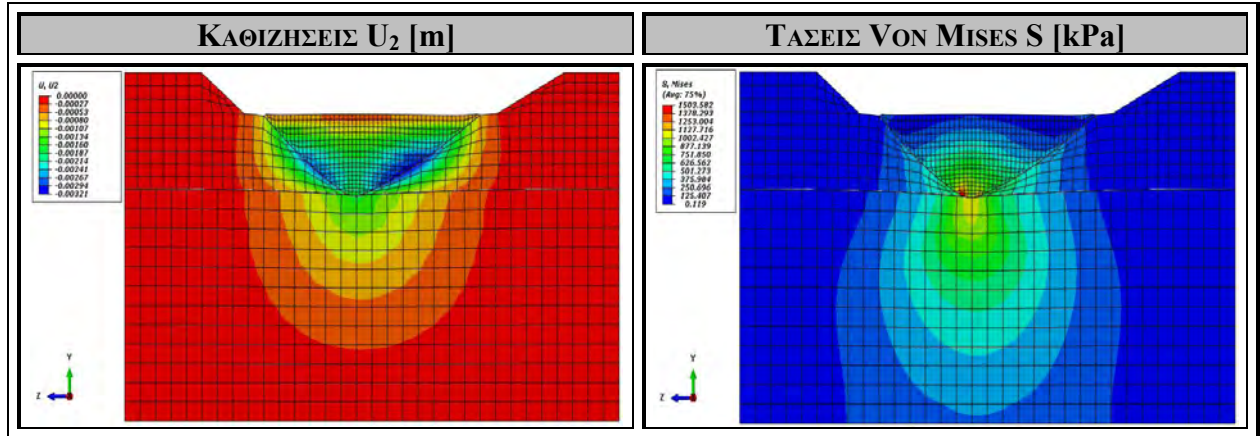 ΚΑΘΙΖΗΣΕΙΣ U2 [m]
ΤΑΣΕΙΣ VON MISES S [kPa]
U, U2
0.00000
-0.00027
-0.00053
-0.00080
-0.00107
-0.00134
-0.00160
-0.00187
-0.00214
-0.00241
-0.00267
-0.00294
-0.00321
Y
Z
S, Mises
(Avg: 75%)
1503.582
1378.293
1253.004
1127.716
1002.427
877.139
751.850
626.562
501.273
375.984
250.696
125.407
0.119
Y
Z